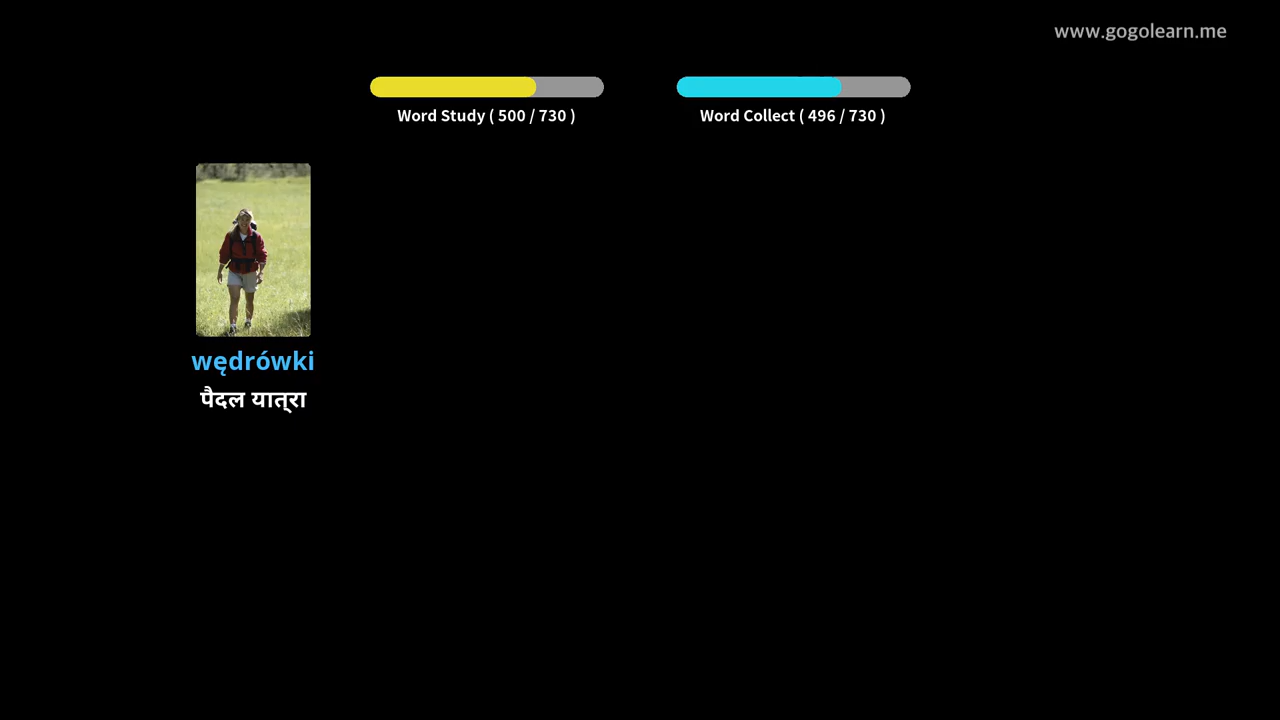 www.gogolearn.me
Word Study ( 500 / 730 )
Word Collect ( 496 / 730 )
wędrówki
पैदल यात्रा